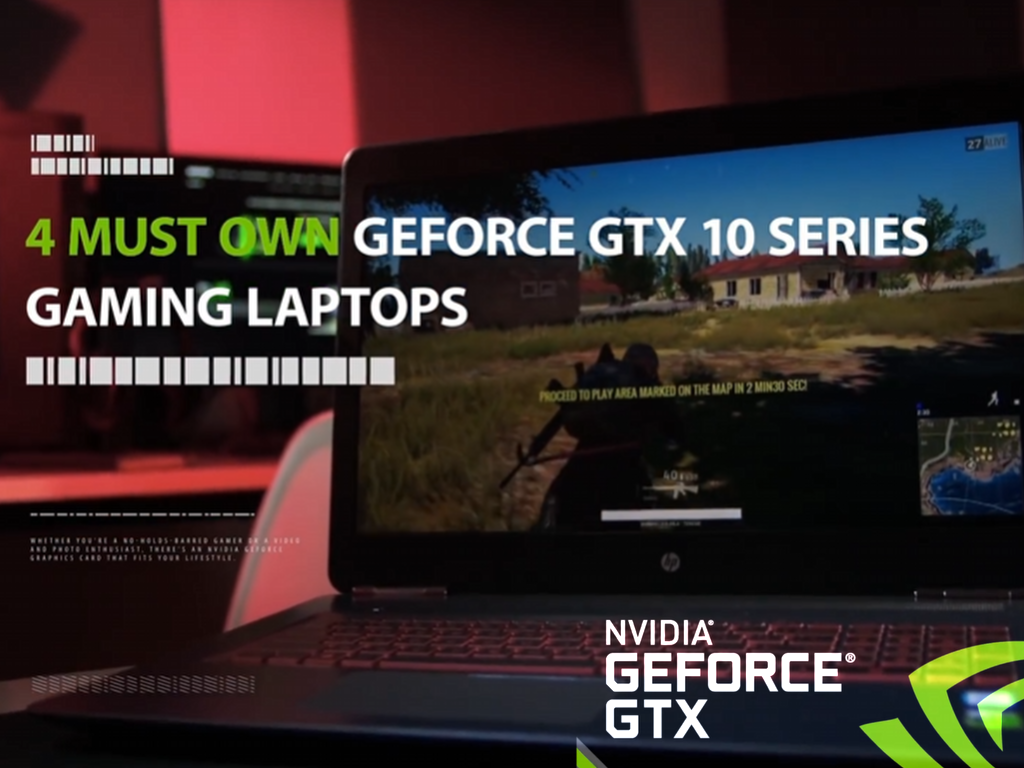 4 MUST OWN GEFORCE GTX 10 SERIES
GAMING LAPTOPS
27 ALIVE
PROCEED TO PLAY AREA MARKED ON THE MAP IN 2 MIN30 SEC!
40
WHETHER YOU'RE A NO-HOLDS-BARRED GAMER OR A VIDEO
AND PHOTO ENTHUSIAST, THERE'S AN NVIDIA GEFORCE
GRAPHICS CARD THAT FITS YOUR LIFESTYLE.
hp
NVIDIA
GEFORCE®
GTX